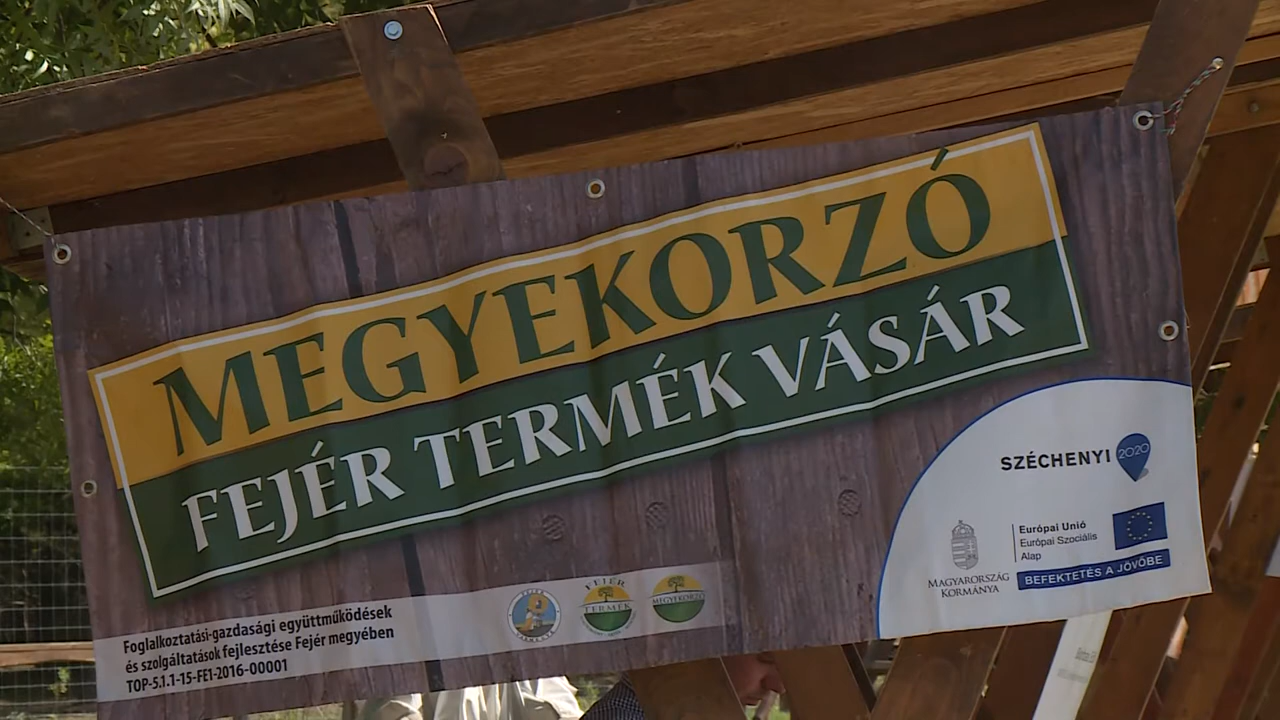 MEGYEKORZÓ
FEJÉR TERMÉK VÁSÁR
SZÉCHENYI 2020
MAGYARORSZÁG
KORMÁNYA
Európai Unió
Európai Szociális
Alap
BEFEKTETÉS A JÖVŐBE
Foglalkoztatási-gazdasági együttműködések
és szolgáltatások fejlesztése Fejér megyében
TOP-5.1.1-15-FE1-2016-00001
FEJÉR
TERMÉK
MEGYEKORZÓ